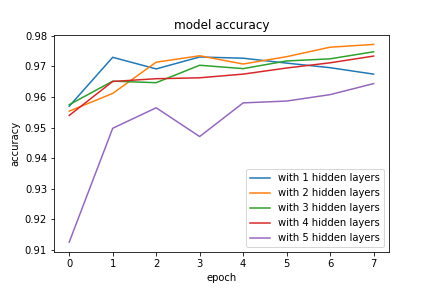 model accuracy
0.98
0.97
0.96
0.95
0.94
0.93
0.92
0.91
accuracy
with 1 hidden layers
with 2 hidden layers
with 3 hidden layers
with 4 hidden layers
with 5 hidden layers
0 1 2 3 4 5 6 7
epoch